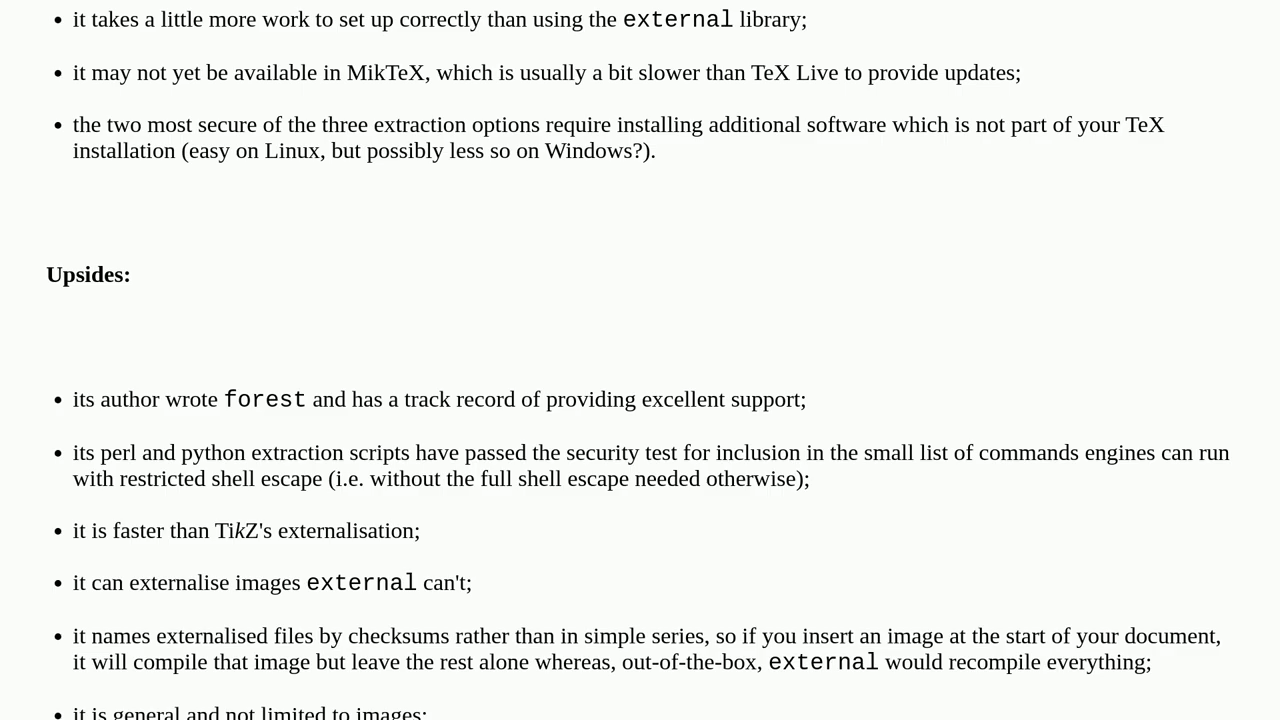 • it takes a little more work to set up correctly than using the external library;
• it may not yet be available in MikTeX, which is usually a bit slower than TeX Live to provide updates;
• the two most secure of the three extraction options require installing additional software which is not part of your TeX
installation (easy on Linux, but possibly less so on Windows?).
Upsides:
• its author wrote forest and has a track record of providing excellent support;
• its perl and python extraction scripts have passed the security test for inclusion in the small list of commands engines can run
with restricted shell escape (i.e. without the full shell escape needed otherwise);
• it is faster than TikZ's externalisation;
• it can externalise images external can't;
• it names externalised files by checksums rather than in simple series, so if you insert an image at the start of your document,
it will compile that image but leave the rest alone whereas, out-of-the-box, external would recompile everything;
• it is general and not limited to images;